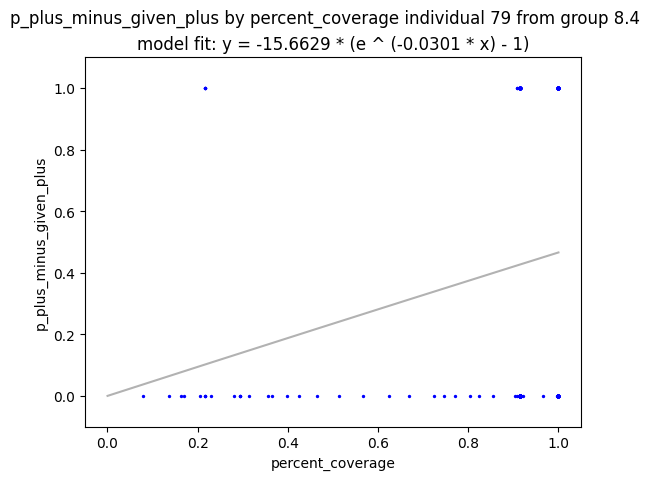 p_plus_minus_given_plus by percent_coverage individual 79 from group 8.4
model fit: y = -15.6629 * (e ^ (-0.0301 * x) - 1)
1.0
0.8
0.6
0.4
0.2
0.0
p_plus_minus_given_plus
0.0 0.2 0.4 0.6 0.8 1.0
percent_coverage